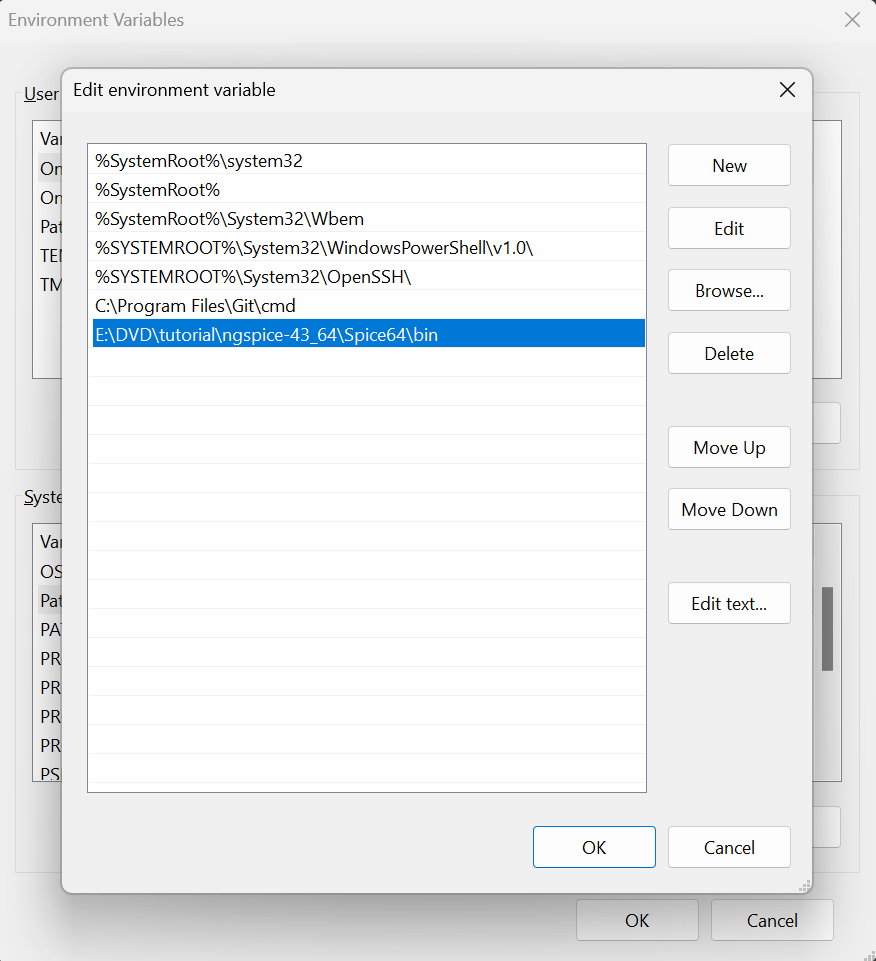 Environment Variables
User
Edit environment variable
%SystemRoot%\system32
%SystemRoot%
%SystemRoot%\System32\Wbem
%SYSTEMROOT%\System32\WindowsPowerShell\v1.0\
%SYSTEMROOT%\System32\OpenSSH\
C:\Program Files\Git\cmd
E:\DVD\tutorial\ngspice-43_64\Spice64\bin
New
Edit
Browse...
Delete
Move Up
Move Down
Edit text...
OK
Cancel
Var
On
On
Pat
TEM
TM
Syste
Var
OS
Pat
PAT
PR
PR
PR
PR
PS
OK
Cancel